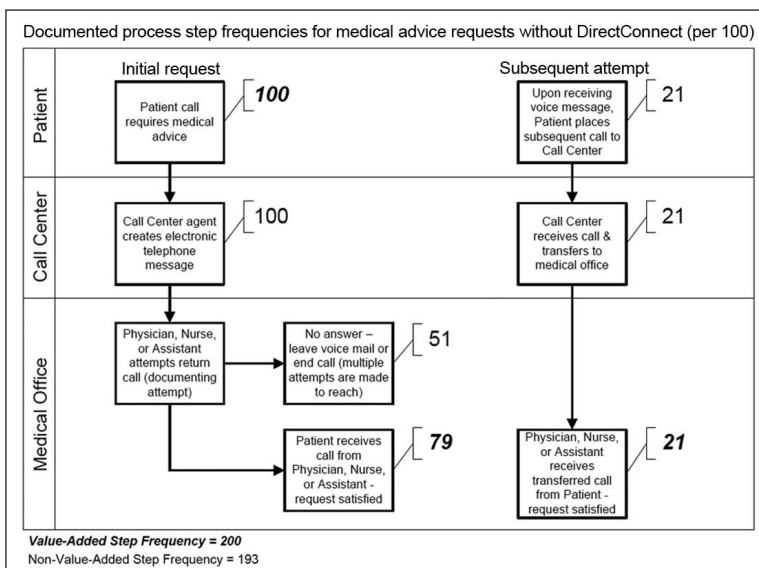 Documented process step frequencies for medical advice requests without DirectConnect (per 100)
Initial request
Subsequent attempt
Patient
Patient call
requires medical
advice
100
Upon receiving
voice message,
Patient places
subsequent call to
Call Center
21
Call Center
Call Center agent
creates electronic
telephone
message
100
Call Center
receives call &
transfers to
medical office
21
Medical Office
Physician, Nurse,
or Assistant
attempts return
call (documenting
attempt)
No answer –
leave voice mail or
end call (multiple
attempts are made
to reach)
51
Patient receives
call from
Physician, Nurse,
or Assistant -
request satisfied
79
Physician, Nurse,
or Assistant
receives
transferred call
from Patient -
request satisfied
21
Value-Added Step Frequency = 200
Non-Value-Added Step Frequency = 193